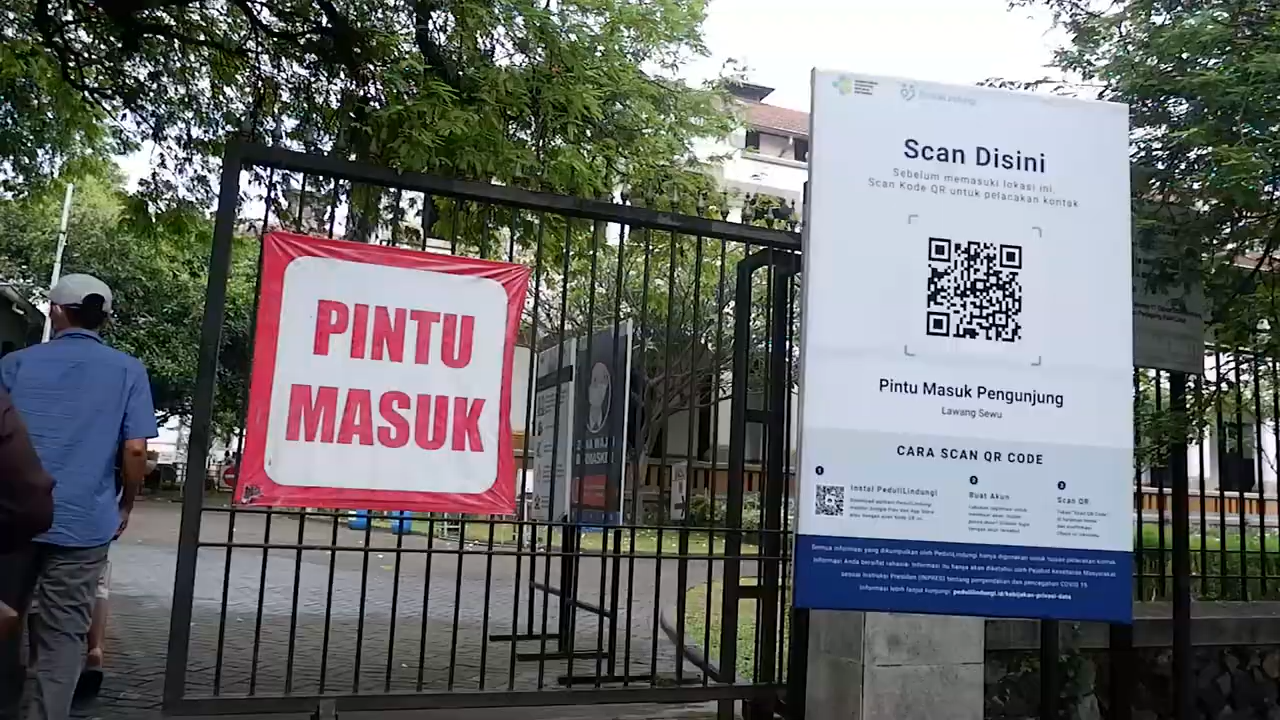 PINTU
MASUK
Scan Disini
Sebelum memasuki lokasi ini,
Scan Kode QR untuk pelacakan kontak
Pintu Masuk Pengunjung
Lawang Sewu
CARA SCAN QR CODE
1
Instal PeduliLindungi
2
Buat Akun
3
Scan QR
Semua informasi yang dikumpulkan oleh PeduliLindungi hanya digunakan untuk tujuan pelacakan kontak.
Informasi Anda bersifat rahasia. Informasi itu hanya akan diketahui oleh Pejabat Kesehatan Masyarakat
sesuai Instruksi Presiden (INPRES) tentang pengendalian dan pencegahan COVID 19.
Informasi lebih lanjut kunjungi: pedulilindungi.id/kebijakan-privasi-data